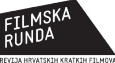 FILMSKA
RUNDA
REVIJA HRVATSKIH KRATKIH FILMOVA